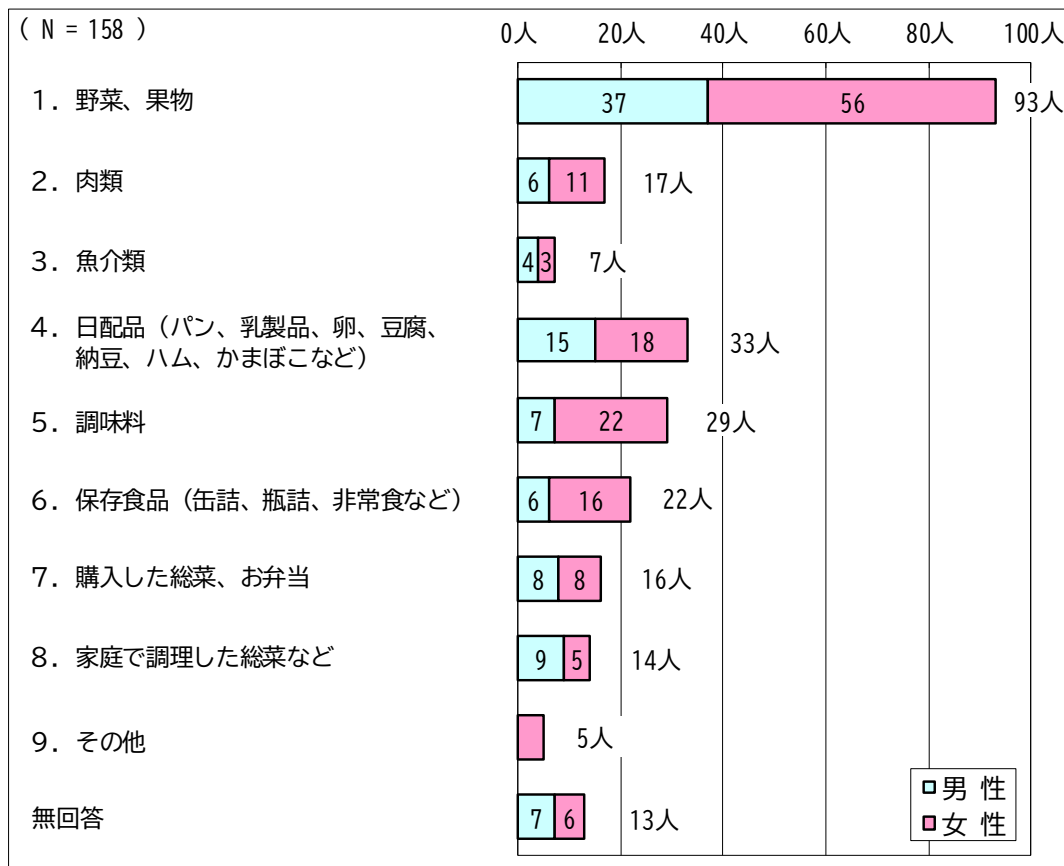 ( N = 158 )
0人 20人 40人 60人 80人 100人
1. 野菜、果物 37 56 93人
2. 肉類 6 11 17人
3. 魚介類 4 3 7人
4. 日配品（パン、乳製品、卵、豆腐、
納豆、ハム、かまぼこなど） 15 18 33人
5. 調味料 7 22 29人
6. 保存食品（缶詰、瓶詰、非常食など） 6 16 22人
7. 購入した総菜、お弁当 8 8 16人
8. 家庭で調理した総菜など 9 5 14人
9. その他 5人
無回答 7 6 13人
男 性
女 性